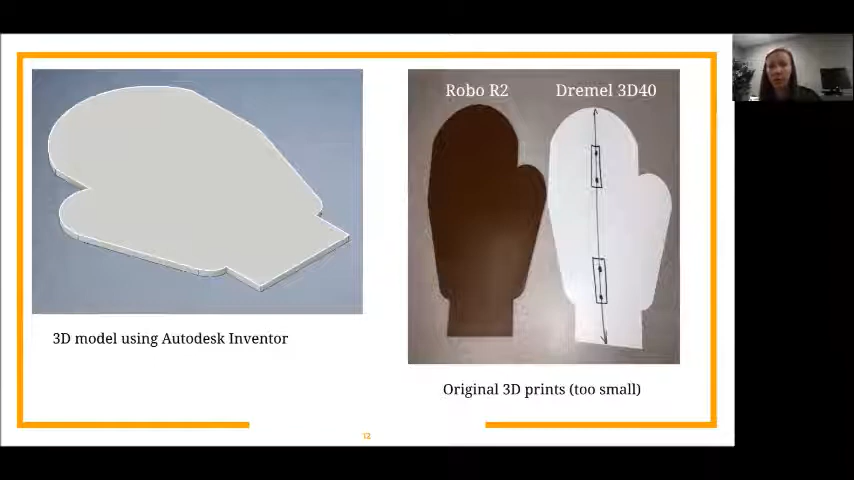 Robo R2
Dremel 3D40
3D model using Autodesk Inventor
Original 3D prints (too small)
12